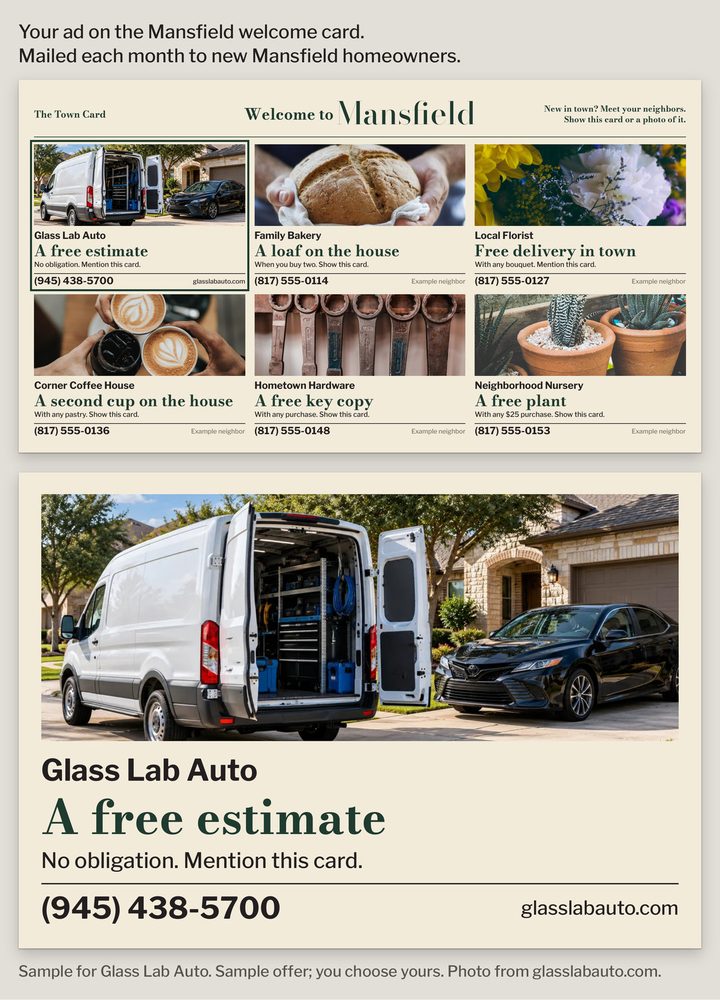 Your ad on the Mansfield welcome card.
Mailed each month to new Mansfield homeowners.
The Town Card
Welcome to Mansfield
New in town? Meet your neighbors.
Show this card or a photo of it.
Glass Lab Auto
A free estimate
No obligation. Mention this card.
(945) 438-5700
glasslabauto.com
Family Bakery
A loaf on the house
When you buy two. Show this card.
(817) 555-0114
Example neighbor
Local Florist
Free delivery in town
With any bouquet. Mention this card.
(817) 555-0127
Example neighbor
Corner Coffee House
A second cup on the house
With any pastry. Show this card.
(817) 555-0136
Example neighbor
Hometown Hardware
A free key copy
With any purchase. Show this card.
(817) 555-0148
Example neighbor
Neighborhood Nursery
A free plant
With any $25 purchase. Show this card.
(817) 555-0153
Example neighbor
Glass Lab Auto
A free estimate
No obligation. Mention this card.
(945) 438-5700
glasslabauto.com
Sample for Glass Lab Auto. Sample offer; you choose yours. Photo from glasslabauto.com.